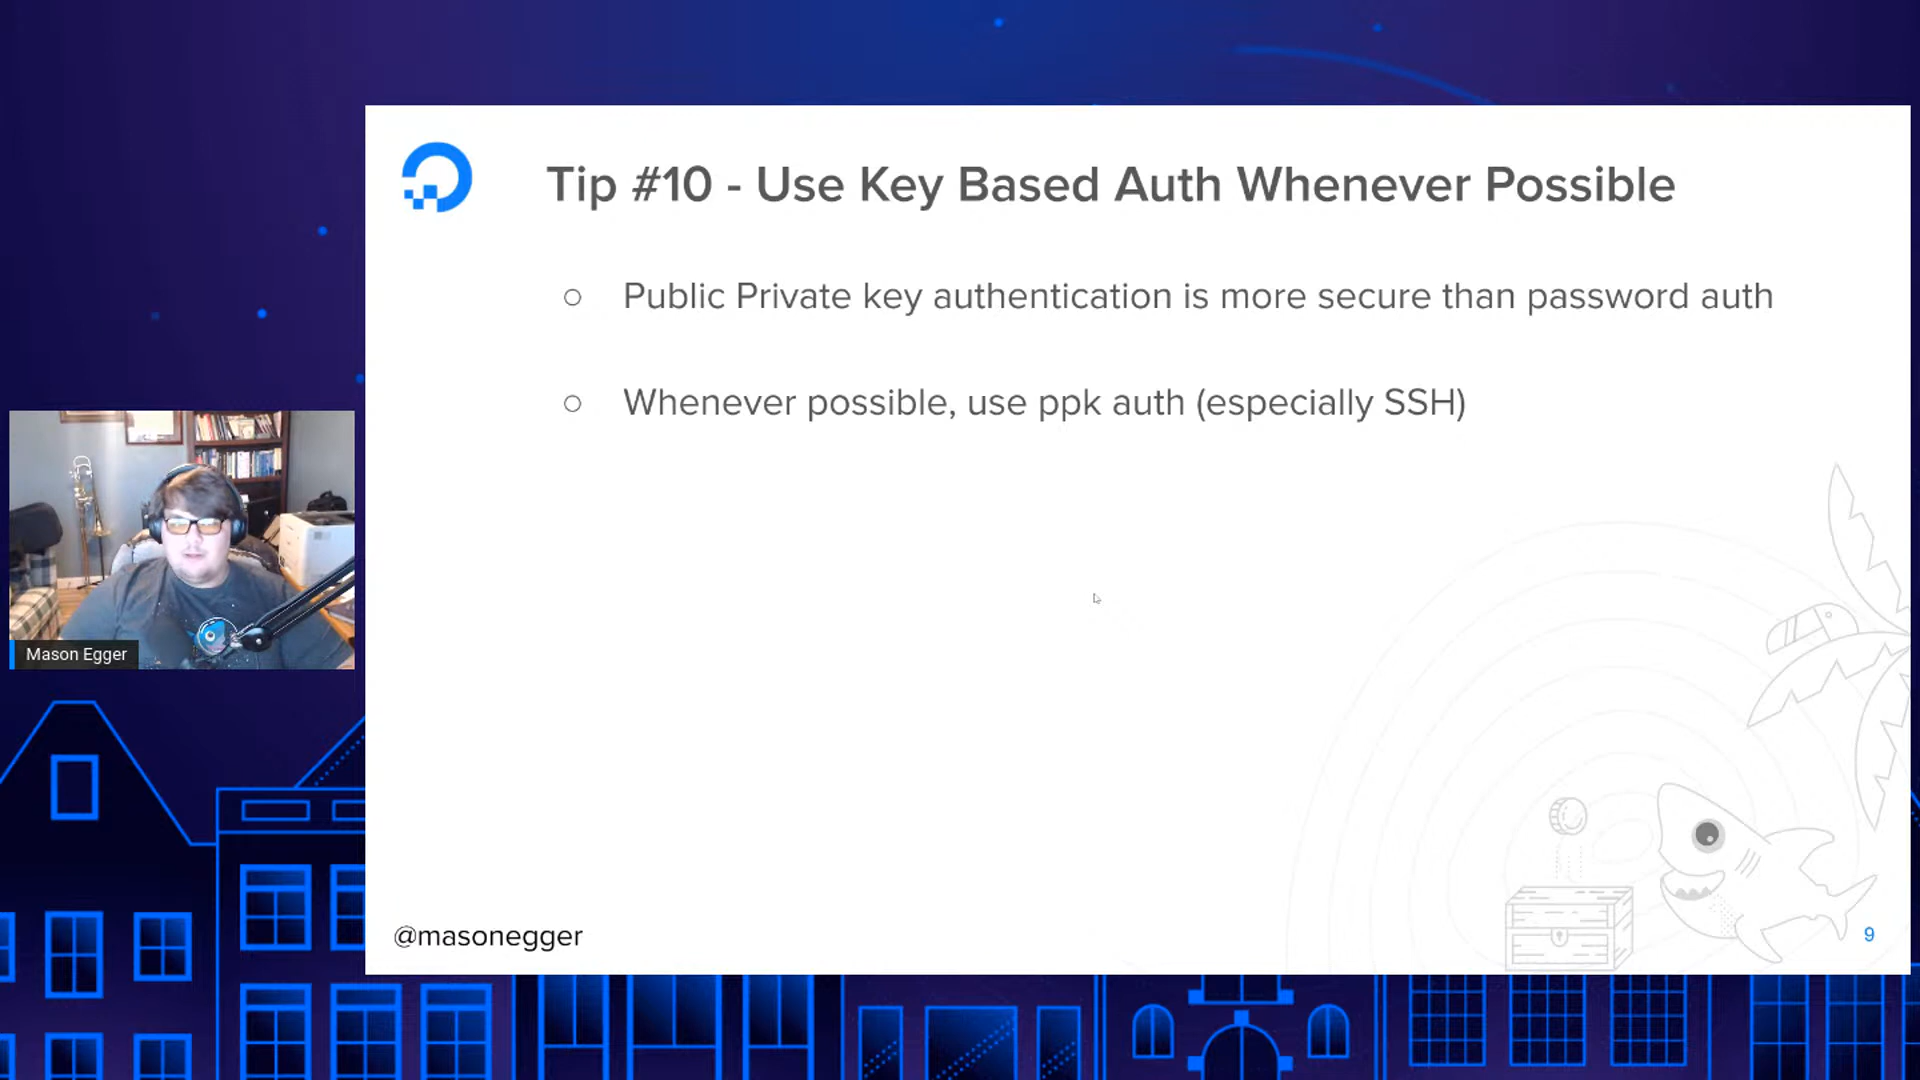 Tip #10 - Use Key Based Auth Whenever Possible
○ Public Private key authentication is more secure than password auth
○ Whenever possible, use ppk auth (especially SSH)
Mason Egger
@masonegger
9